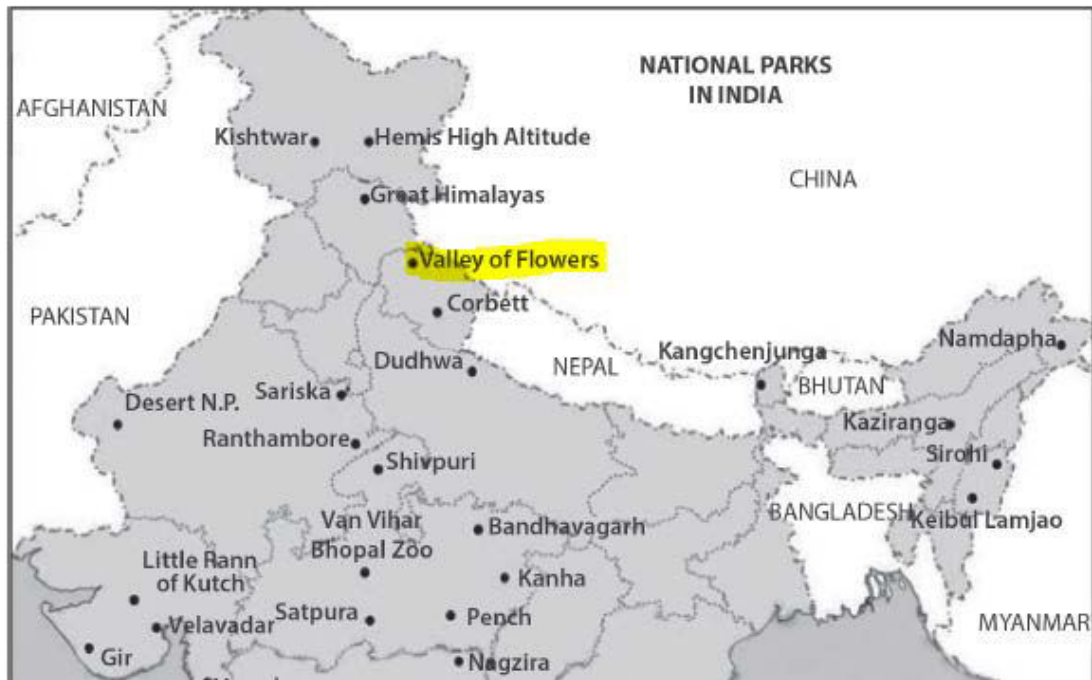 NATIONAL PARKS
IN INDIA
AFGHANISTAN
Kishtwar
Hemis High Altitude
CHINA
Great Himalayas
Valley of Flowers
PAKISTAN
Corbett
Namdapha
Kangchenjunga
Dudhwa
NEPAL
BHUTAN
Sariska
Desert N.P.
Kaziranga
Ranthambore
Sirohi
Shivpuri
BANGLADESH
Keibul Lamjao
Van Vihar
Bhopal Zoo
Bandhavagarh
Little Rann
of Kutch
Kanha
Satpura
Pench
Velavadar
MYANMAR
Gir
Nagzira